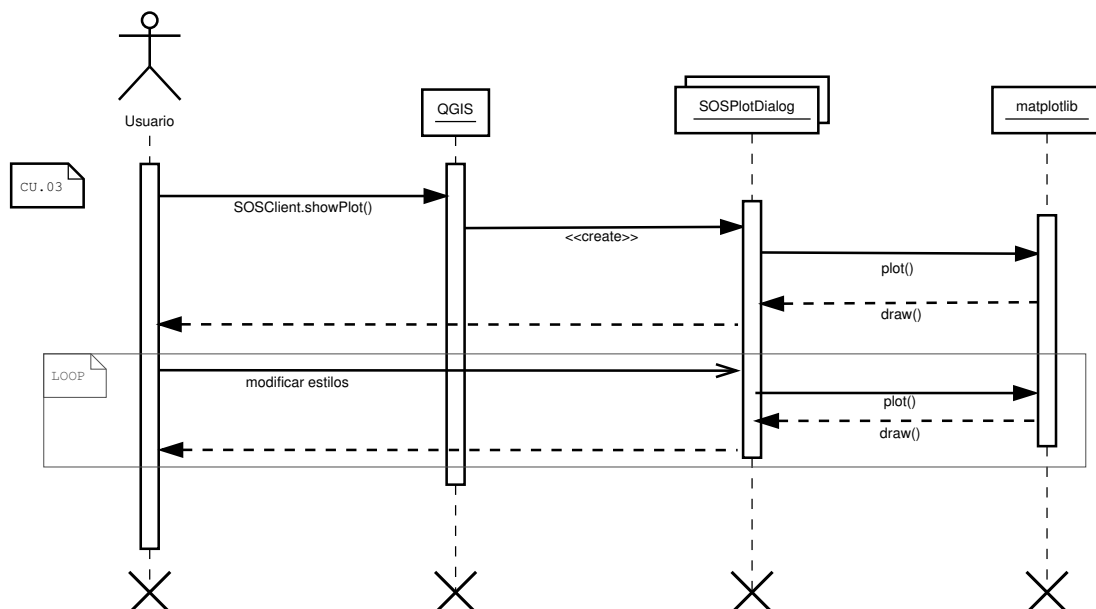 Usuario
QGIS
SOSPlotDialog
matplotlib
CU.03
SOSClient.showPlot()
<<create>>
plot()
draw()
LOOP
modificar estilos
plot()
draw()